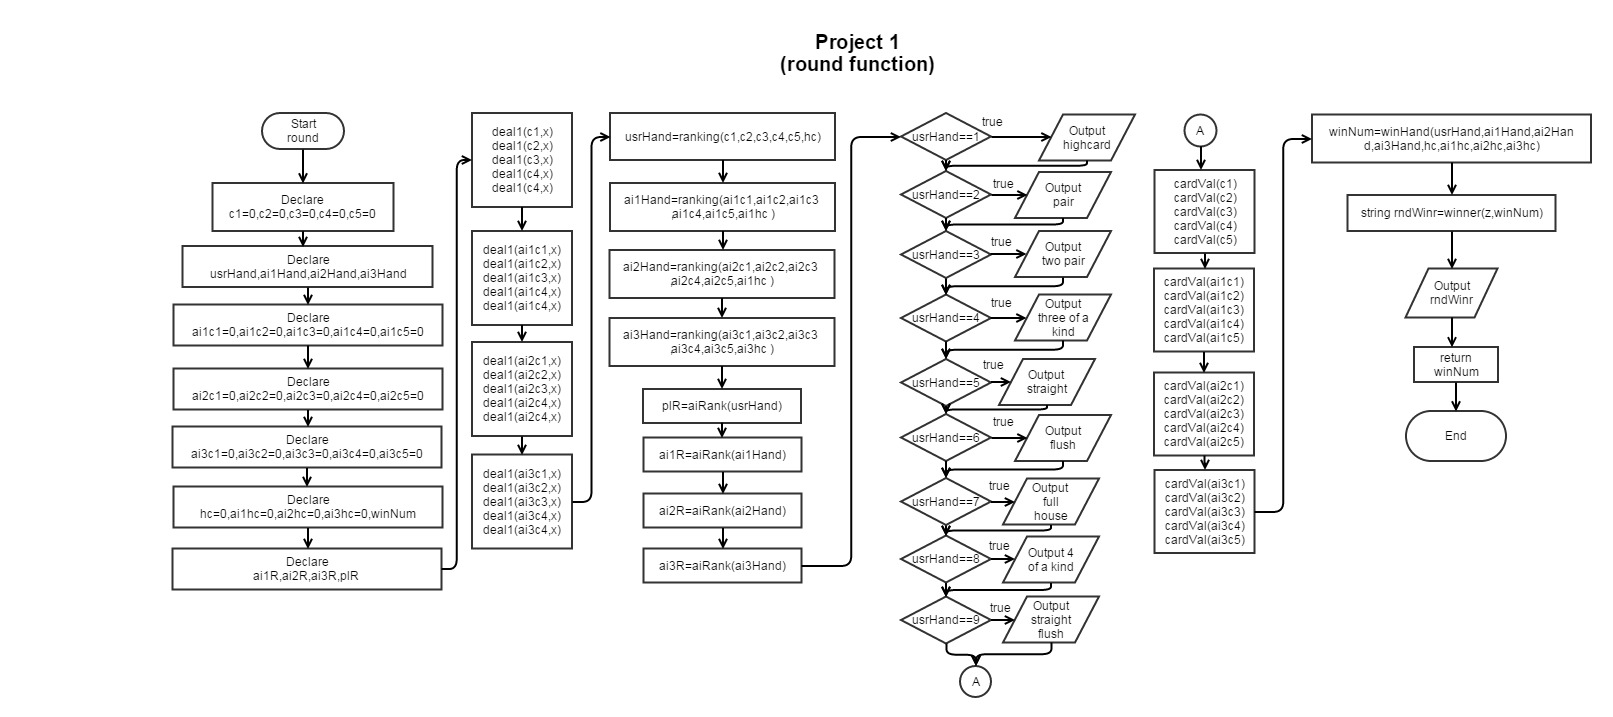 Project 1
(round function)
Start
round
Declare
c1=0,c2=0,c3=0,c4=0,c5=0
Declare
usrHand,ai1Hand,ai2Hand,ai3Hand
Declare
ai1c1=0,ai1c2=0,ai1c3=0,ai1c4=0,ai1c5=0
Declare
ai2c1=0,ai2c2=0,ai2c3=0,ai2c4=0,ai2c5=0
Declare
ai3c1=0,ai3c2=0,ai3c3=0,ai3c4=0,ai3c5=0
Declare
hc=0,ai1hc=0,ai2hc=0,ai3hc=0,winNum
Declare
ai1R,ai2R,ai3R,plR
deal1(c1,x)
deal1(c2,x)
deal1(c3,x)
deal1(c4,x)
deal1(c4,x)
deal1(ai1c1,x)
deal1(ai1c2,x)
deal1(ai1c3,x)
deal1(ai1c4,x)
deal1(ai1c4,x)
deal1(ai2c1,x)
deal1(ai2c2,x)
deal1(ai2c3,x)
deal1(ai2c4,x)
deal1(ai2c4,x)
deal1(ai3c1,x)
deal1(ai3c2,x)
deal1(ai3c3,x)
deal1(ai3c4,x)
deal1(ai3c4,x)
usrHand=ranking(c1,c2,c3,c4,c5,hc)
ai1Hand=ranking(ai1c1,ai1c2,ai1c3
,ai1c4,ai1c5,ai1hc )
ai2Hand=ranking(ai2c1,ai2c2,ai2c3
,ai2c4,ai2c5,ai1hc )
ai3Hand=ranking(ai3c1,ai3c2,ai3c3
,ai3c4,ai3c5,ai3hc )
plR=aiRank(usrHand)
ai1R=aiRank(ai1Hand)
ai2R=aiRank(ai2Hand)
ai3R=aiRank(ai3Hand)
usrHand==1
true
Output
highcard
usrHand==2
true
Output
pair
usrHand==3
true
Output
two pair
usrHand==4
true
Output
three of a
kind
usrHand==5
true
Output
straight
usrHand==6
true
Output
flush
usrHand==7
true
Output
full
house
usrHand==8
true
Output 4
of a kind
usrHand==9
true
Output
straight
flush
A
A
cardVal(c1)
cardVal(c2)
cardVal(c3)
cardVal(c4)
cardVal(c5)
cardVal(ai1c1)
cardVal(ai1c2)
cardVal(ai1c3)
cardVal(ai1c4)
cardVal(ai1c5)
cardVal(ai2c1)
cardVal(ai2c2)
cardVal(ai2c3)
cardVal(ai2c4)
cardVal(ai2c5)
cardVal(ai3c1)
cardVal(ai3c2)
cardVal(ai3c3)
cardVal(ai3c4)
cardVal(ai3c5)
winNum=winHand(usrHand,ai1Hand,ai2Han
d,ai3Hand,hc,ai1hc,ai2hc,ai3hc)
string rndWinr=winner(z,winNum)
Output
rndWinr
return
winNum
End